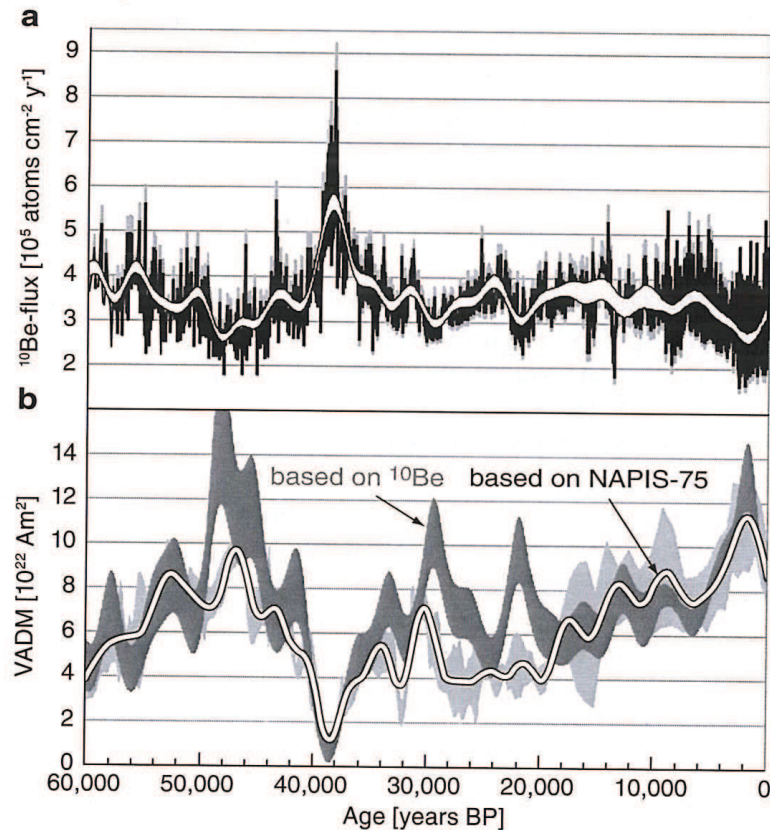 a
9
8
7
6
5
4
3
2
¹⁰Be-flux [10⁵ atoms cm⁻² y⁻¹]
b
14
12
10
8
6
4
2
0
VADM [10²² Am²]
based on ¹⁰Be
based on NAPIS-75
60,000 50,000 40,000 30,000 20,000 10,000 0
Age [years BP]